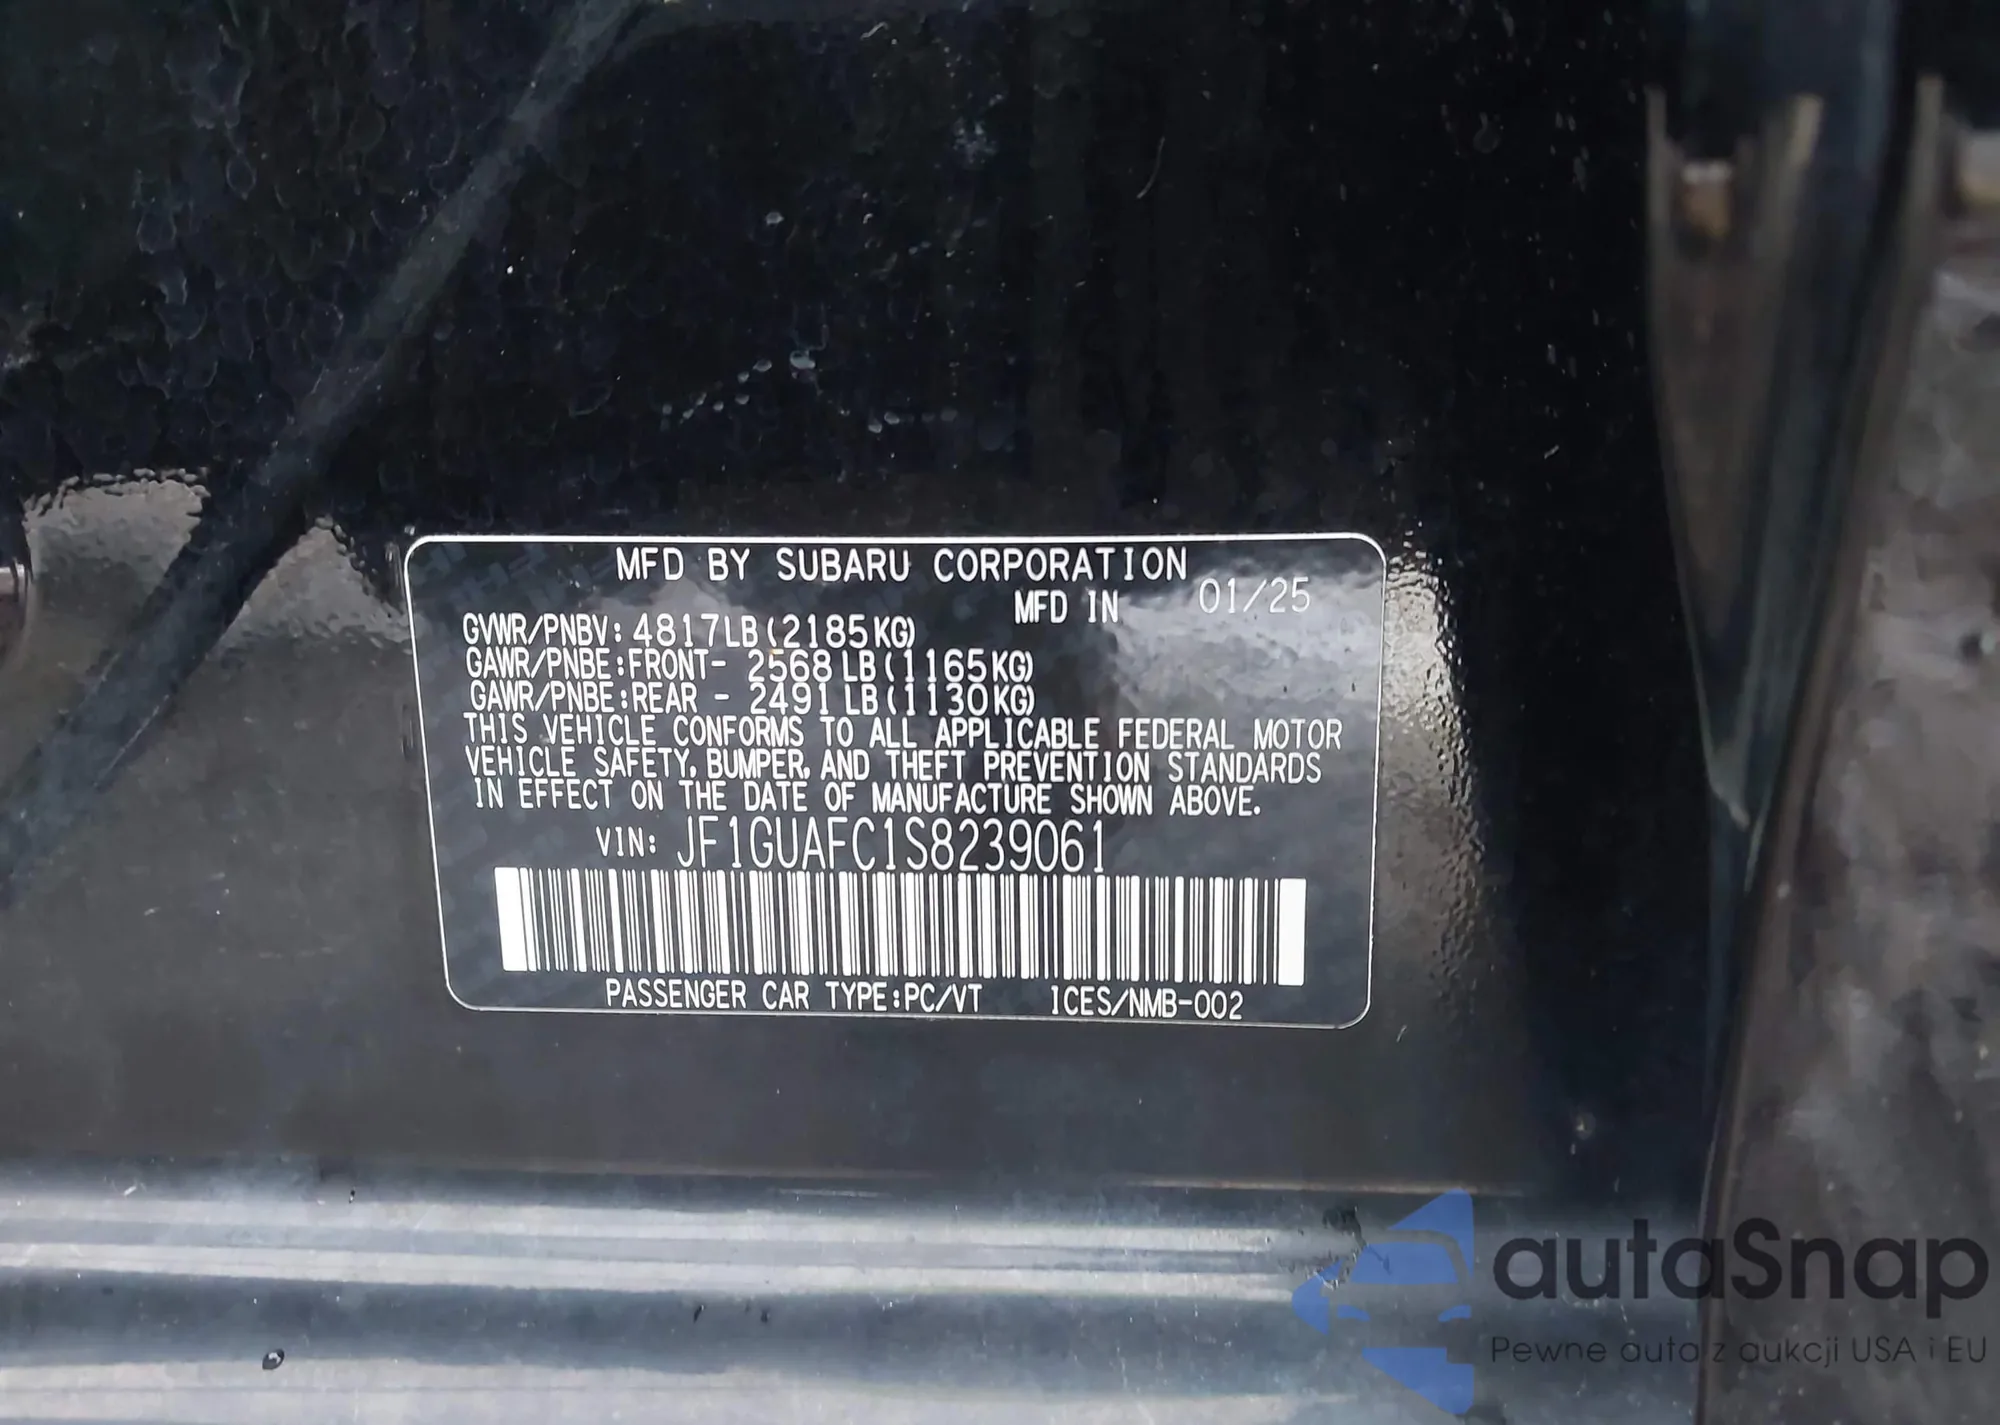 MFD BY SUBARU CORPORATION
MFD IN 01/25
GVWR/PNBV: 4817LB(2185KG)
GAWR/PNBE:FRONT- 2568LB(1165KG)
GAWR/PNBE:REAR - 2491LB(1130KG)
THIS VEHICLE CONFORMS TO ALL APPLICABLE FEDERAL MOTOR
VEHICLE SAFETY, BUMPER, AND THEFT PREVENTION STANDARDS
IN EFFECT ON THE DATE OF MANUFACTURE SHOWN ABOVE.
VIN: JF1GUAFC1S8239061
PASSENGER CAR TYPE:PC/VT ICES/NMB-002
autaSnap
Pewne auta z aukcji USA i EU